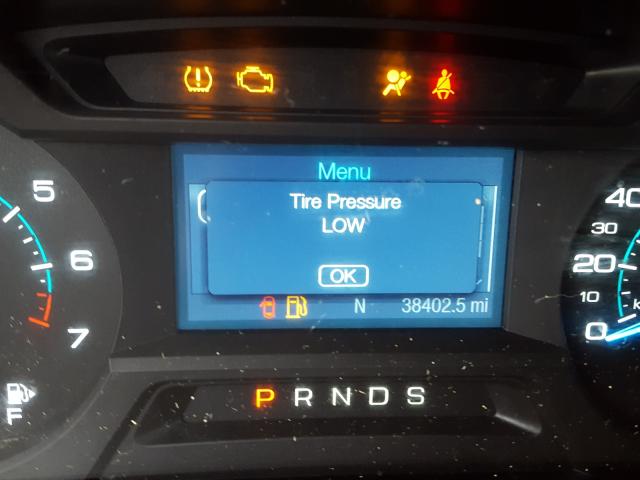 Menu
Tire Pressure
LOW
OK
N 38402.5 mi
5
6
7
F
40
30
20
10
0
P R N D S